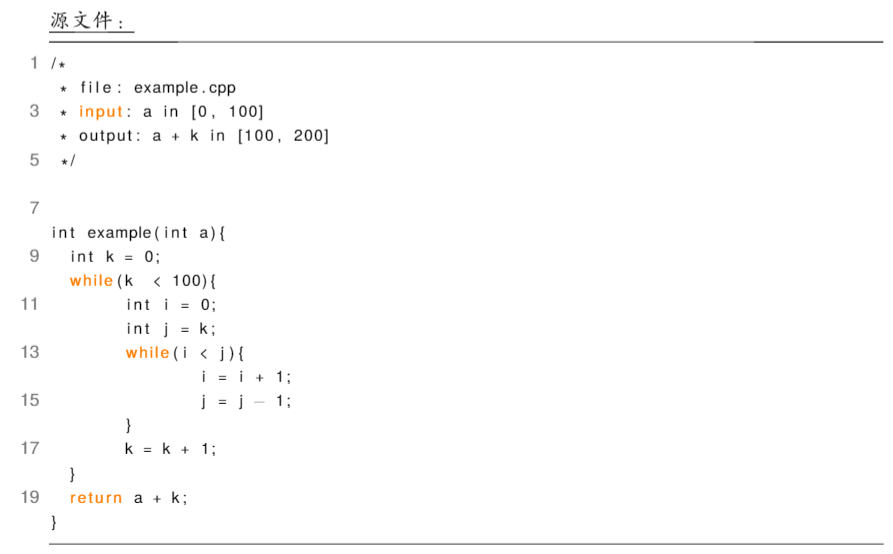 源文件：
1 /*
 * file: example.cpp
3 * input: a in [0, 100]
 * output: a + k in [100, 200]
5 */
7
int example(int a){
9 int k = 0;
while(k < 100){
11 int i = 0;
int j = k;
13 while(i < j){
i = i + 1;
15 j = j - 1;
}
17 k = k + 1;
}
19 return a + k;
}